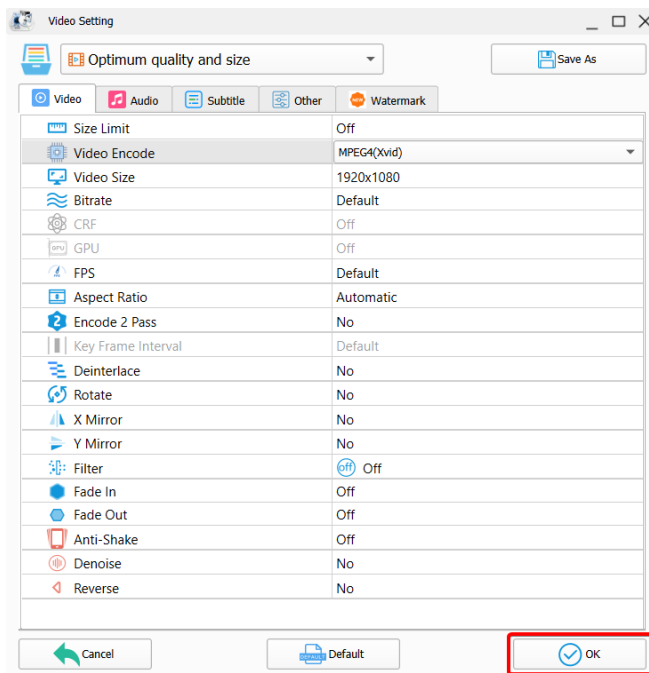 Video Setting
Optimum quality and size
Save As
Video Audio Subtitle Other NEW Watermark
Size Limit Off
Video Encode MPEG4(Xvid)
Video Size 1920x1080
Bitrate Default
CRF Off
GPU GPU Off
FPS Default
Aspect Ratio Automatic
2 Encode 2 Pass No
Key Frame Interval Default
Deinterlace No
Rotate No
X Mirror No
Y Mirror No
Filter off Off
Fade In Off
Fade Out Off
Anti-Shake Off
Denoise No
Reverse No
Cancel DEFAULT Default OK